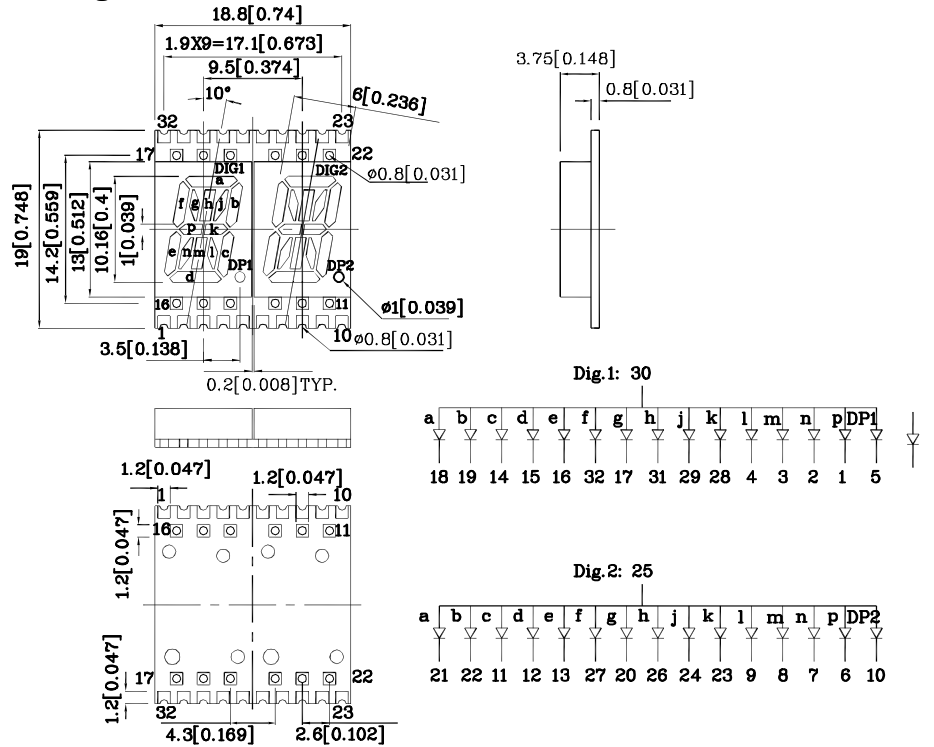 18.8[0.74]
1.9X9=17.1[0.673]
9.5[0.374]
10°
6[0.236]
32
23
17
22
DIG1
DIG2
ø0.8[0.031]
a
f g h j b
p k
e n m l c
d
DP1
DP2
19[0.748]
14.2[0.559]
13[0.512]
10.16[0.4]
1[0.039]
16
11
1
10
ø1[0.039]
ø0.8[0.031]
3.5[0.138]
0.2[0.008]TYP.
3.75[0.148]
0.8[0.031]
Dig.1: 30
a b c d e f g h j k l m n p DP1
18 19 14 15 16 32 17 31 29 28 4 3 2 1 5
1.2[0.047]
1.2[0.047]
1
10
16
11
1.2[0.047]
1.2[0.047]
17
22
32
23
4.3[0.169]
2.6[0.102]
Dig.2: 25
a b c d e f g h j k l m n p DP2
21 22 11 12 13 27 20 26 24 23 9 8 7 6 10